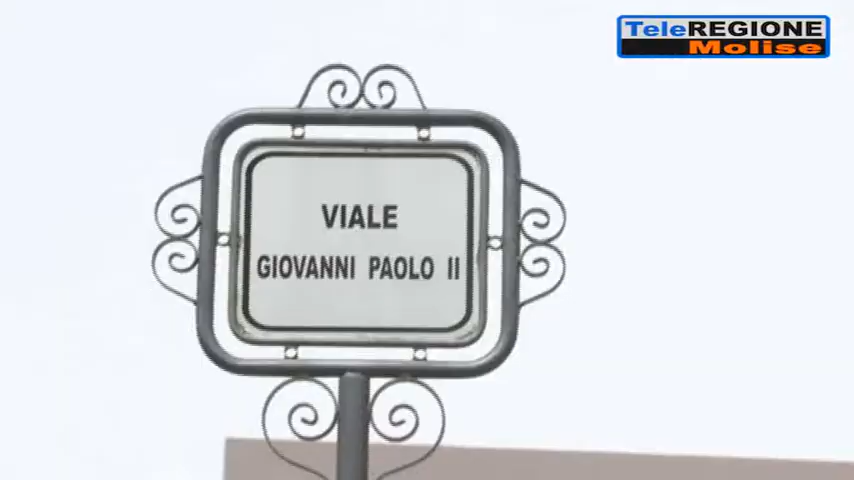 TeleREGIONE
Molise
VIALE
GIOVANNI PAOLO II